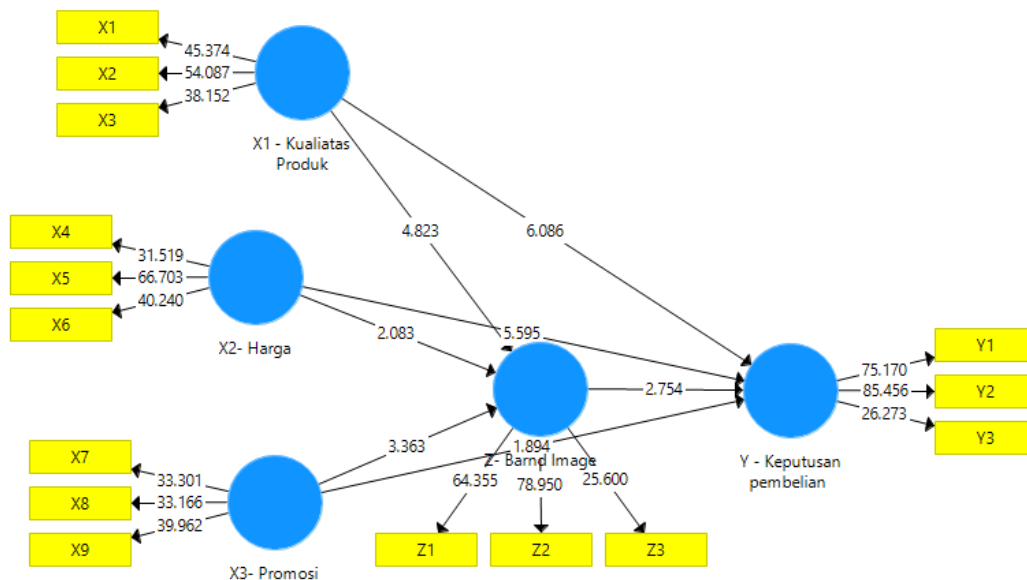 X1
45.374
X2
54.087
X3
38.152
X1 - Kualiatas
Produk
4.823
6.086
X4
31.519
X5
66.703
X6
40.240
X2- Harga
2.083
5.595
2.754
Y1
75.170
Y2
85.456
Y3
26.273
Y - Keputusan
pembelian
3.363
1.894
Z- Barnd Image
64.355
78.950
25.600
Z1
Z2
Z3
X7
33.301
X8
33.166
X9
39.962
X3- Promosi